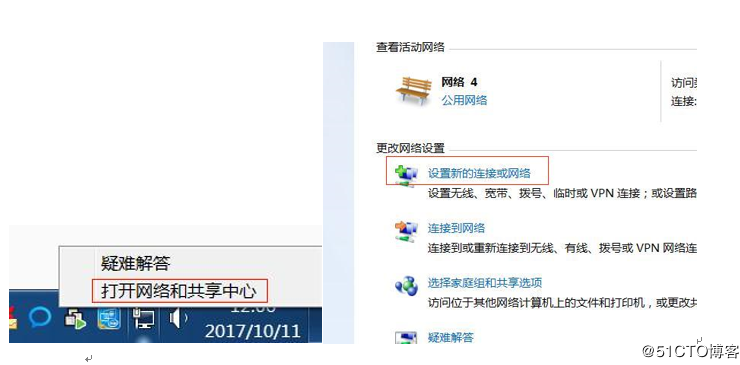 疑难解答
打开网络和共享中心
2017/10/11
查看活动网络
网络 4
公用网络
访问
连接:
更改网络设置
设置新的连接或网络
设置无线、宽带、拨号、临时或 VPN 连接；或设置路
连接到网络
连接到或重新连接到无线、有线、拨号或 VPN 网络连
选择家庭组和共享选项
访问位于其他网络计算机上的文件和打印机，或更改共
疑难解答
@51CTO博客